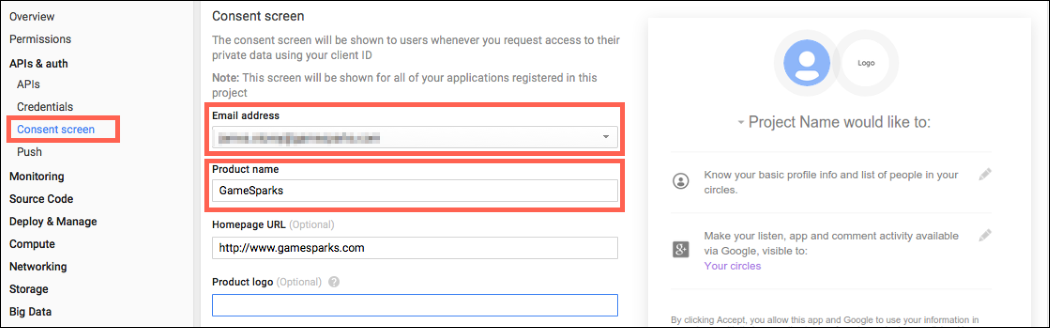 Overview
Permissions
APIs & auth
APIs
Credentials
Consent screen
Push
Monitoring
Source Code
Deploy & Manage
Compute
Networking
Storage
Big Data
Consent screen
The consent screen will be shown to users whenever you request access to their
private data using your client ID
Note: This screen will be shown for all of your applications registered in this
project
Email address
Product name
GameSparks
Homepage URL (Optional)
http://www.gamesparks.com
Product logo (Optional) ?
Logo
Project Name would like to:
Know your basic profile info and list of people in your
circles.
g+
Make your listen, app and comment activity available
via Google, visible to:
Your circles
By clicking Accept, you allow this app and Google to use your information in